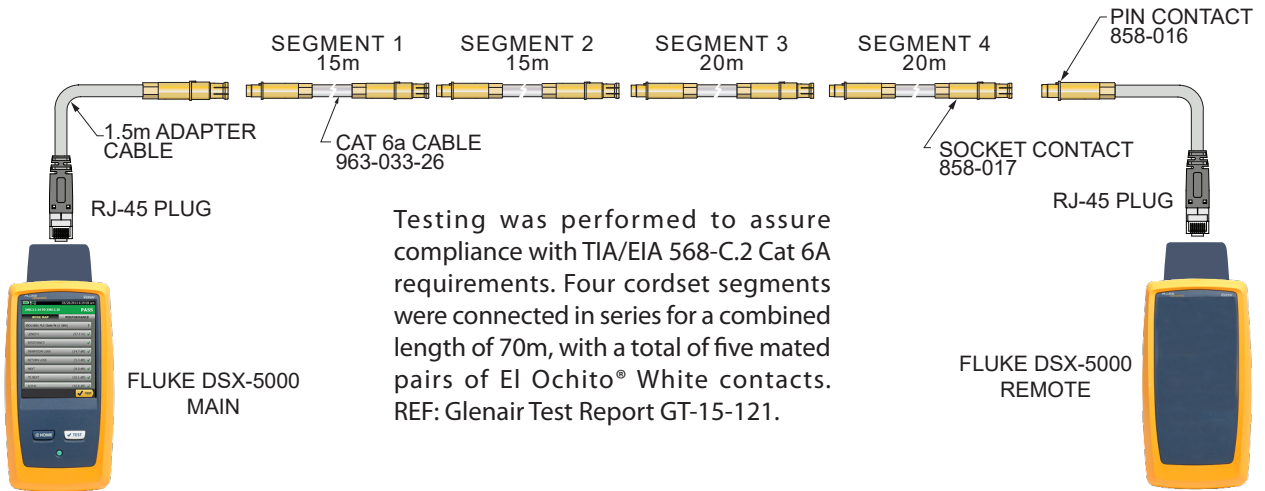 PIN CONTACT
858-016
SEGMENT 1
15m
SEGMENT 2
15m
SEGMENT 3
20m
SEGMENT 4
20m
1.5m ADAPTER
CABLE
CAT 6a CABLE
963-033-26
SOCKET CONTACT
858-017
RJ-45 PLUG
RJ-45 PLUG
Testing was performed to assure
compliance with TIA/EIA 568-C.2 Cat 6A
requirements. Four cordset segments
were connected in series for a combined
length of 70m, with a total of five mated
pairs of El Ochito® White contacts.
REF: Glenair Test Report GT-15-121.
FLUKE DSX-5000
MAIN
FLUKE DSX-5000
REMOTE
PASS
PERFORMANCE
LENGTH
HOME
TEST